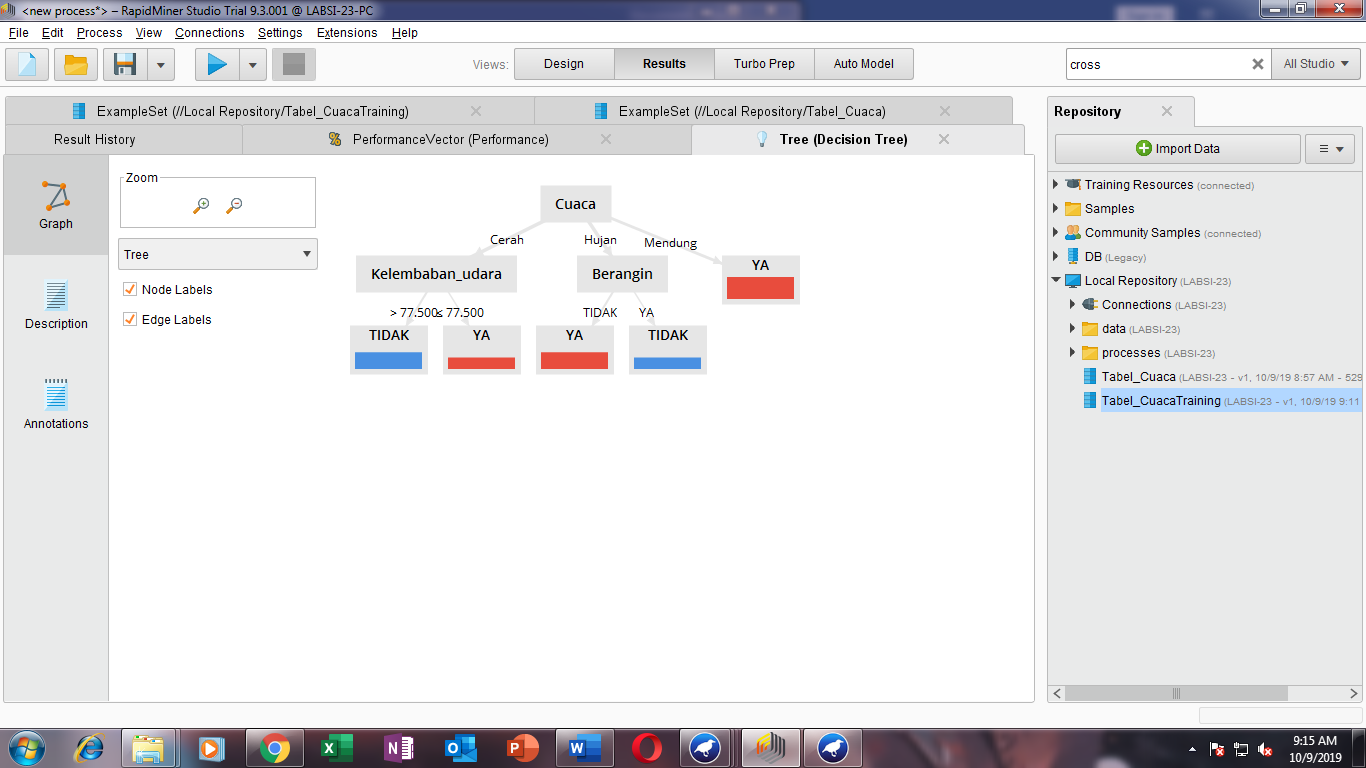 <new process*> – RapidMiner Studio Trial 9.3.001 @ LABSI-23-PC
File Edit Process View Connections Settings Extensions Help
Views: Design Results Turbo Prep Auto Model cross All Studio
ExampleSet (//Local Repository/Tabel_CuacaTraining) ExampleSet (//Local Repository/Tabel_Cuaca)
Result History PerformanceVector (Performance) Tree (Decision Tree)
Graph
Description
Annotations
Zoom
Tree
Node Labels
Edge Labels
Cuaca
Cerah Hujan Mendung
Kelembaban_udara Berangin YA
> 77.500 ≤ 77.500 TIDAK YA
TIDAK YA YA TIDAK
Repository
Import Data
Training Resources (connected)
Samples
Community Samples (connected)
DB (Legacy)
Local Repository (LABSI-23)
Connections (LABSI-23)
data (LABSI-23)
processes (LABSI-23)
Tabel_Cuaca (LABSI-23 - v1, 10/9/19 8:57 AM - 529
Tabel_CuacaTraining (LABSI-23 - v1, 10/9/19 9:11
9:15 AM
10/9/2019